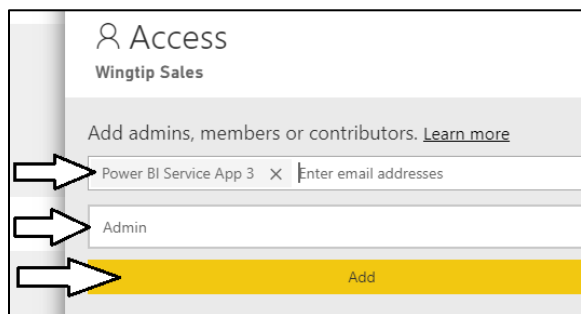 Access
Wingtip Sales
Add admins, members or contributors. Learn more
Power BI Service App 3 × Enter email addresses
Admin
Add